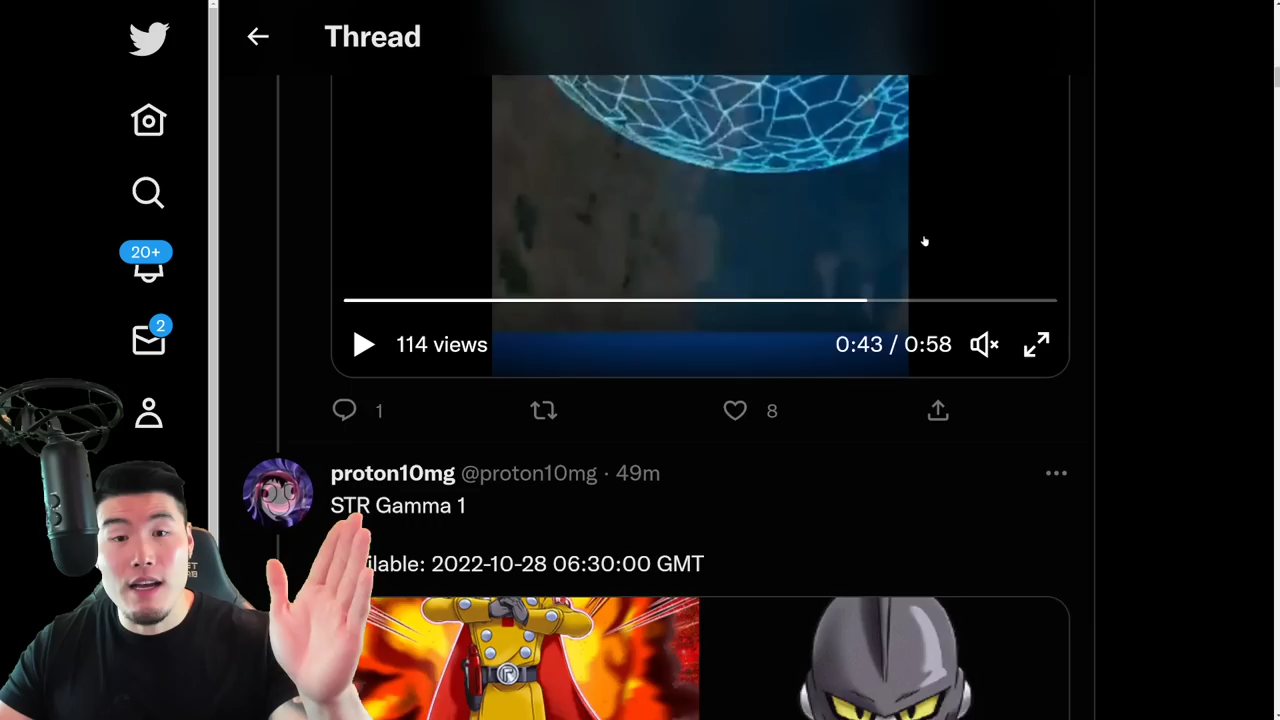 Thread
20+
2
114 views
0:43 / 0:58
1
8
proton10mg @proton10mg · 49m
STR Gamma 1
ilable: 2022-10-28 06:30:00 GMT